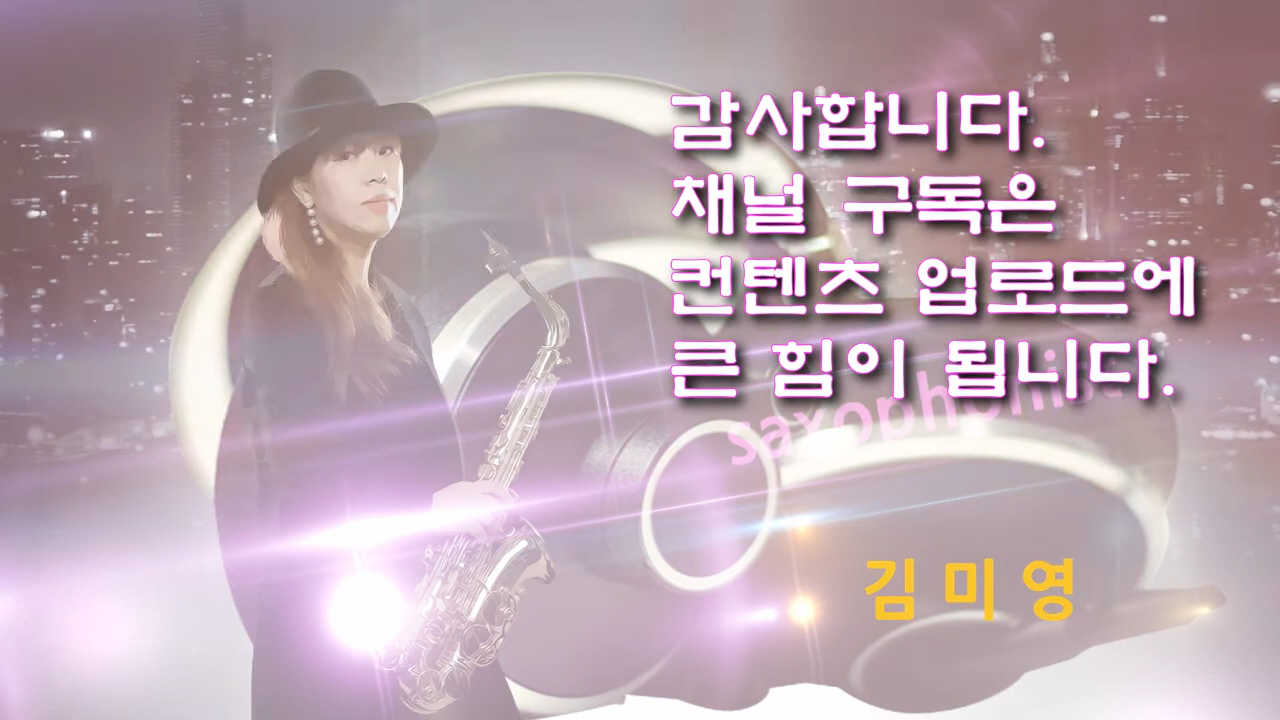 감사합니다.
채널 구독은
컨텐츠 업로드에
큰 힘이 됩니다.
saxophonist
김미영